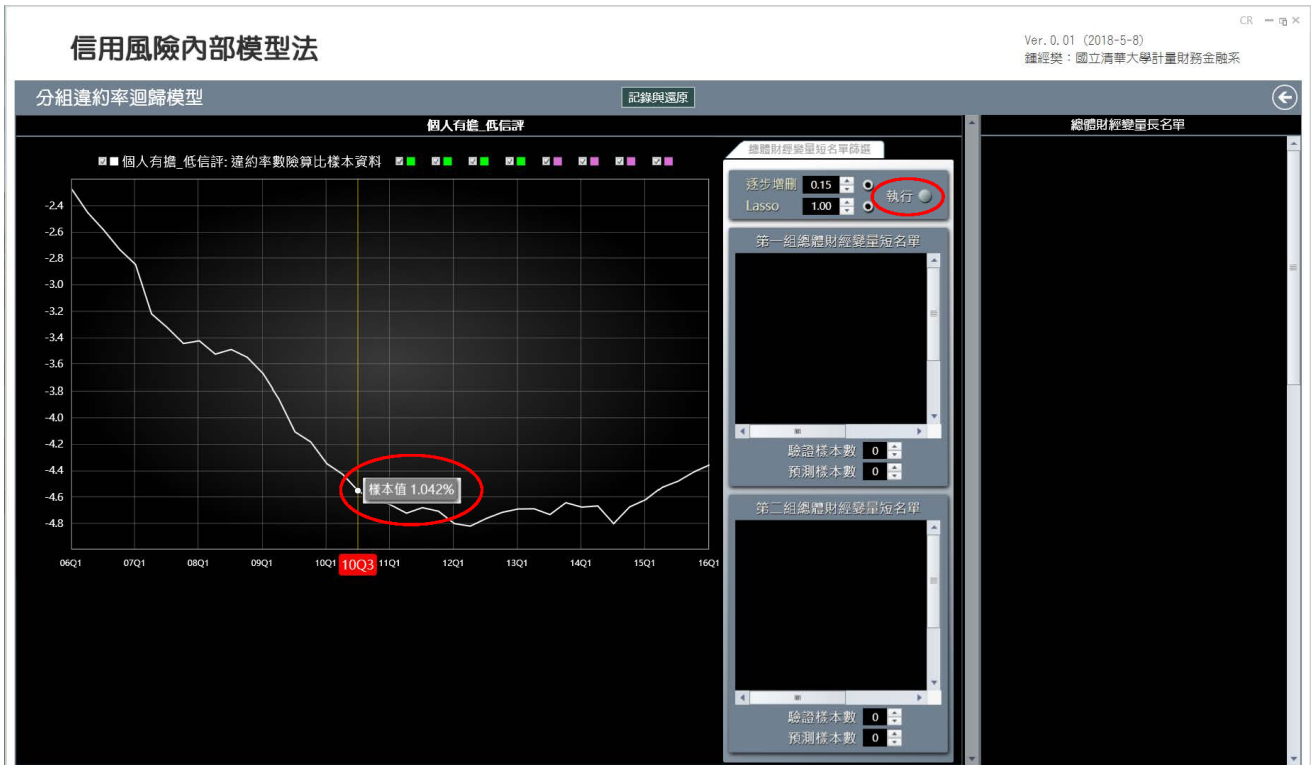 CR
信用風險內部模型法
Ver.0.01 (2018-5-8)
鍾經樊：國立清華大學計量財務金融系
分組違約率迴歸模型
記錄與還原
個人有擔_低信評
總體財經變量長名單
個人有擔_低信評: 違約率數險算比樣本資料
總體財經變量短名單篩選
逐步增刪 0.15
Lasso 1.00
執行
第一組總體財經變量短名單
驗證樣本數 0
預測樣本數 0
第二組總體財經變量短名單
驗證樣本數 0
預測樣本數 0
-2.4
-2.6
-2.8
-3.0
-3.2
-3.4
-3.6
-3.8
-4.0
-4.2
-4.4
-4.6
-4.8
樣本值 1.042%
06Q1 07Q1 08Q1 09Q1 10Q1 10Q3 11Q1 12Q1 13Q1 14Q1 15Q1 16Q1